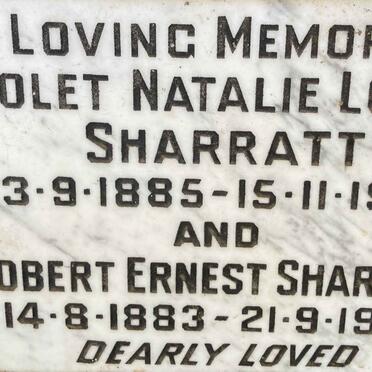 LOVING MEMOR
OLET NATALIE LO
SHARRATT
3·9·1885-15·11·19
AND
OBERT ERNEST SHAR
14·8·1883-21·9·19
DEARLY LOVED